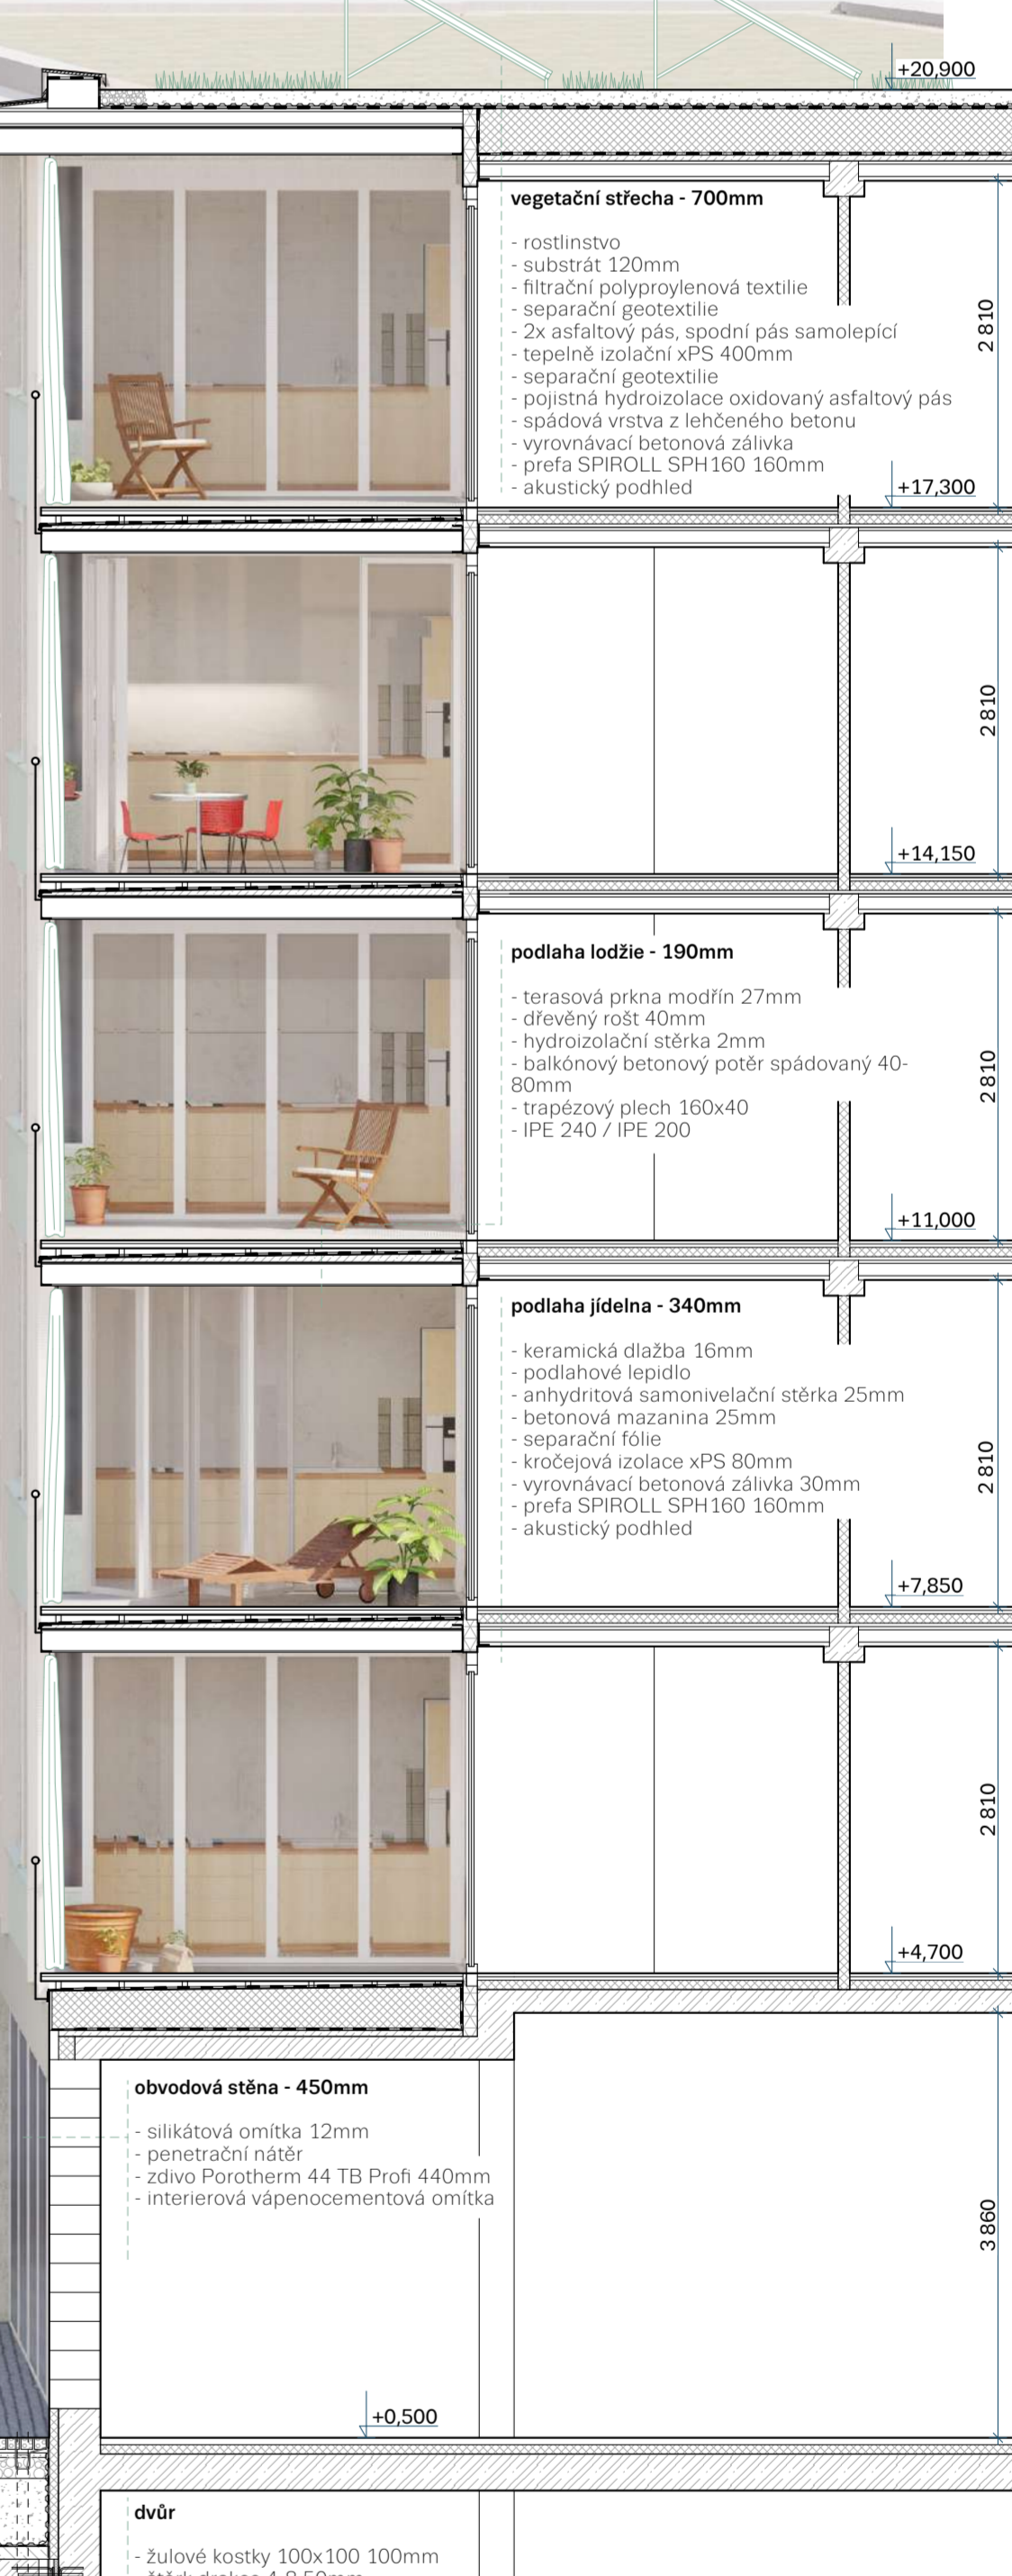 +20,900
vegetační střecha - 700mm
- rostlinstvo
- substrát 120mm
- filtrační polyproylenová textilie
- separační geotextilie
- 2x asfaltový pás, spodní pás samolepící
- tepelně izolační xPS 400mm
- separační geotextilie
- pojistná hydroizolace oxidovaný asfaltový pás
- spádová vrstva z lehčeného betonu
- vyrovnávací betonová zálivka
- prefa SPIROLL SPH160 160mm
- akustický podhled
2 810
+17,300
2 810
+14,150
podlaha lodžie - 190mm
- terasová prkna modřín 27mm
- dřevěný rošt 40mm
- hydroizolační stěrka 2mm
- balkónový betonový potěr spádovaný 40-
80mm
- trapézový plech 160x40
- IPE 240 / IPE 200
2 810
+11,000
podlaha jídelna - 340mm
- keramická dlažba 16mm
- podlahové lepidlo
- anhydritová samonivelační stěrka 25mm
- betonová mazanina 25mm
- separační fólie
- kročejová izolace xPS 80mm
- vyrovnávací betonová zálivka 30mm
- prefa SPIROLL SPH160 160mm
- akustický podhled
2 810
+7,850
2 810
+4,700
obvodová stěna - 450mm
- silikátová omítka 12mm
- penetrační nátěr
- zdivo Porotherm 44 TB Profi 440mm
- interierová vápenocementová omítka
3 860
+0,500
dvůr
- žulové kostky 100x100 100mm